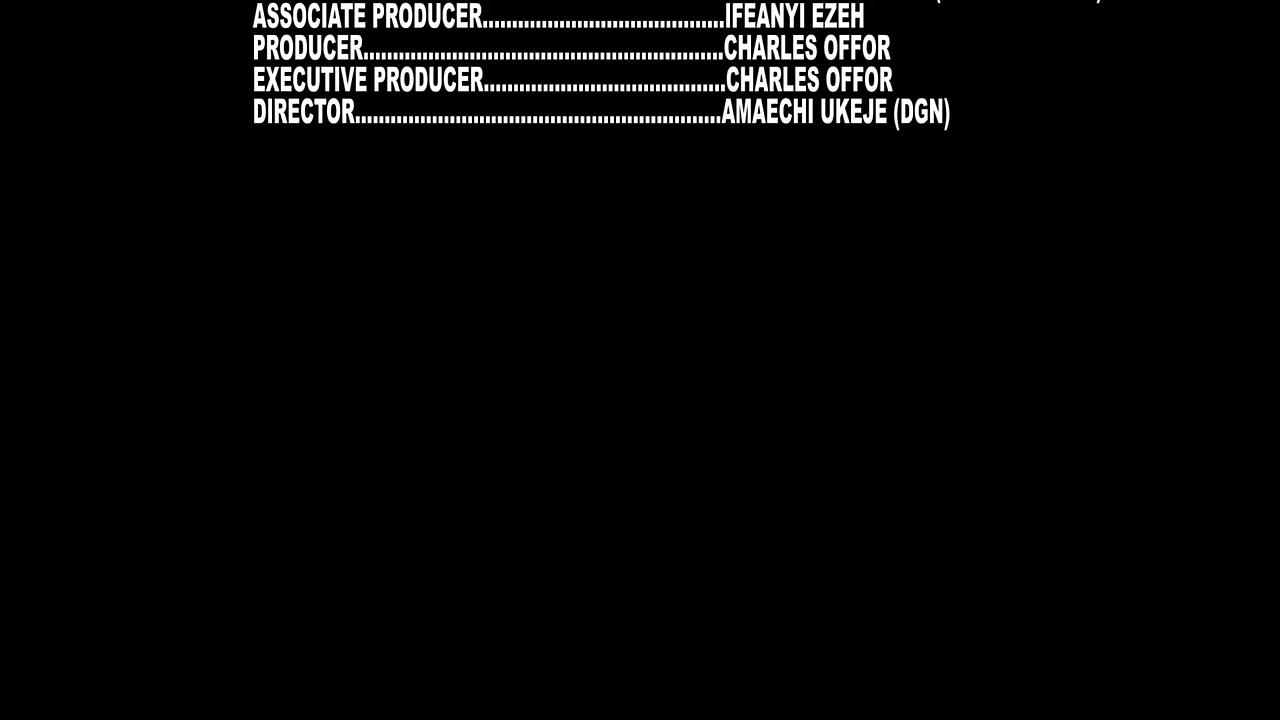 ASSOCIATE PRODUCER.........................................IFEANYI EZEH
PRODUCER.............................................................CHARLES OFFOR
EXECUTIVE PRODUCER.........................................CHARLES OFFOR
DIRECTOR..............................................................AMAECHI UKEJE (DGN)